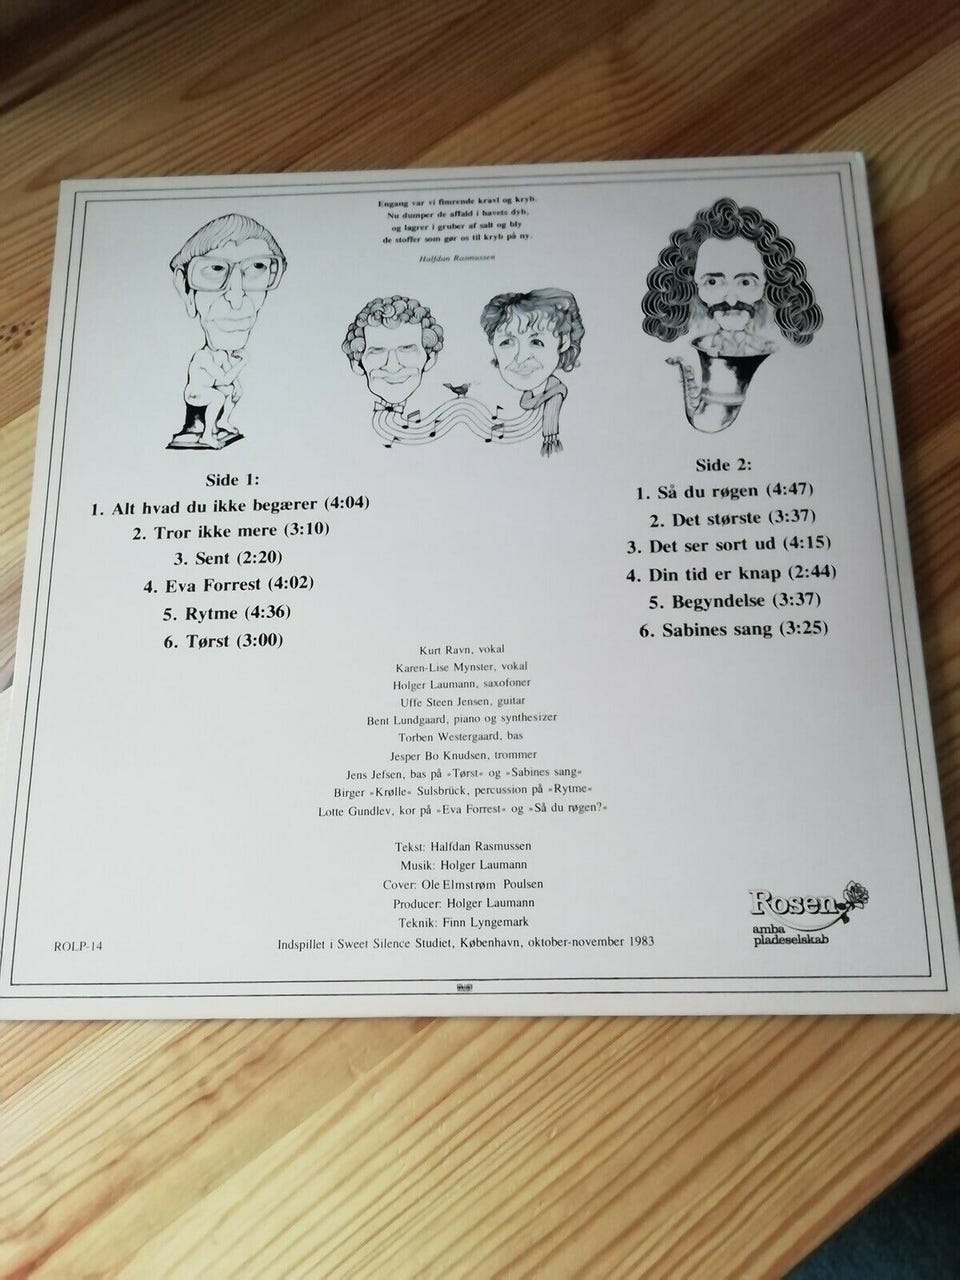 Engang var vi fimrende kravl og kryb.
Nu dumper de affald i havets dyb,
og lagrer i gruber af salt og bly
de stoffer som gør os til kryb på ny.
Halfdan Rasmussen
Side 1:
1. Alt hvad du ikke begærer (4:04)
2. Tror ikke mere (3:10)
3. Sent (2:20)
4. Eva Forrest (4:02)
5. Rytme (4:36)
6. Tørst (3:00)
Side 2:
1. Så du røgen (4:47)
2. Det største (3:37)
3. Det ser sort ud (4:15)
4. Din tid er knap (2:44)
5. Begyndelse (3:37)
6. Sabines sang (3:25)
Kurt Ravn, vokal
Karen-Lise Mynster, vokal
Holger Laumann, saxofoner
Uffe Steen Jensen, guitar
Bent Lundgaard, piano og synthesizer
Torben Westergaard, bas
Jesper Bo Knudsen, trommer
Jens Jefsen, bas på »Tørst« og »Sabines sang«
Birger »Krølle« Sulsbrück, percussion på »Rytme«
Lotte Gundlev, kor på »Eva Forrest« og »Så du røgen?«
Tekst: Halfdan Rasmussen
Musik: Holger Laumann
Cover: Ole Elmstrøm Poulsen
Producer: Holger Laumann
Teknik: Finn Lyngemark
Indspillet i Sweet Silence Studiet, København, oktober-november 1983
ROLP-14
Rosen
amba
pladeselskab